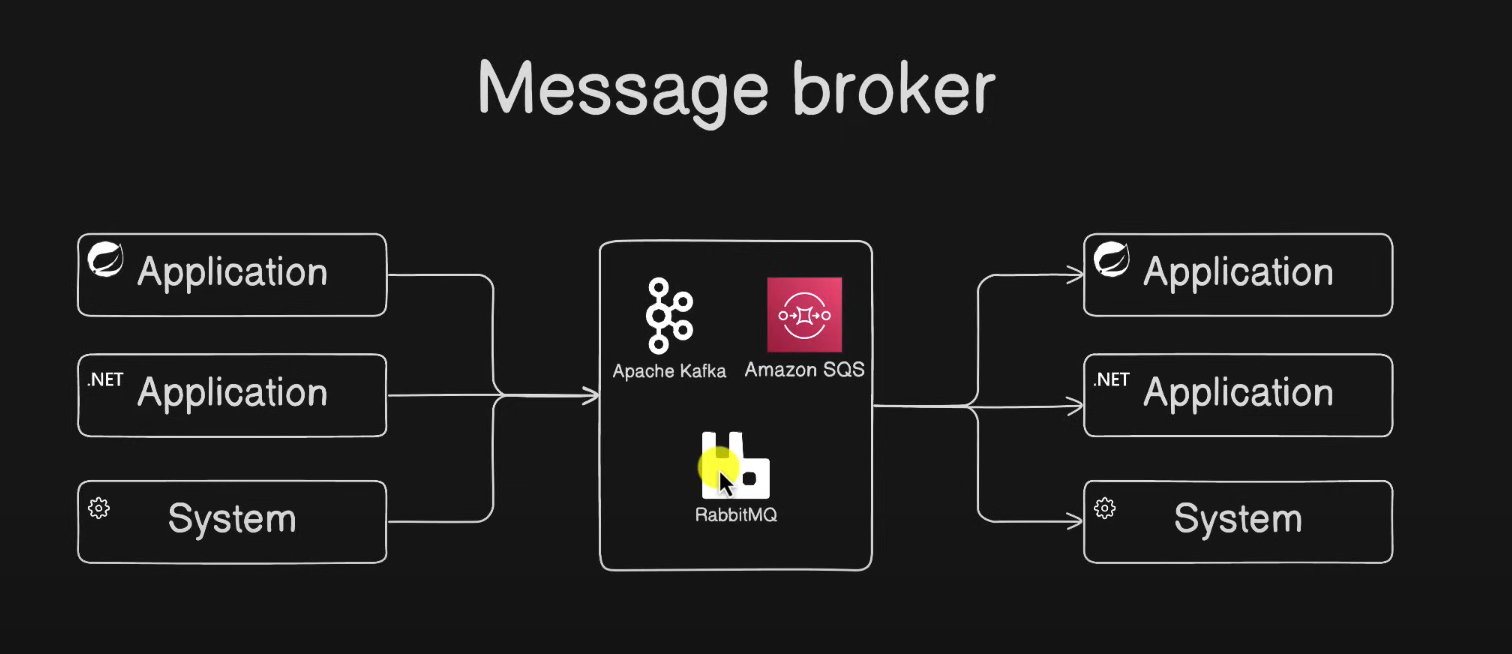 Message broker
Application
.NET Application
System
Apache Kafka
Amazon SQS
RabbitMQ
Application
.NET Application
System